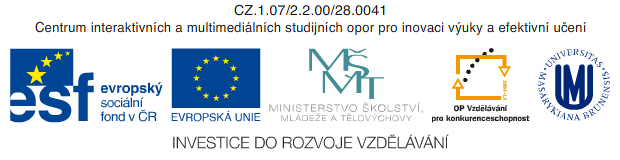 CZ.1.07/2.2.00/28.0041
Centrum interaktivních a multimediálních studijních opor pro inovaci výuky a efektivní učení
esf evropský sociální fond v ČR
EVROPSKÁ UNIE
MŠMT
MINISTERSTVO ŠKOLSTVÍ,
MLÁDEŽE A TĚLOVÝCHOVY
OP Vzdělávání
pro konkurenceschopnost
UNIVERSITAS MASARYKIANA BRUNENSIS
INVESTICE DO ROZVOJE VZDĚLÁVÁNÍ